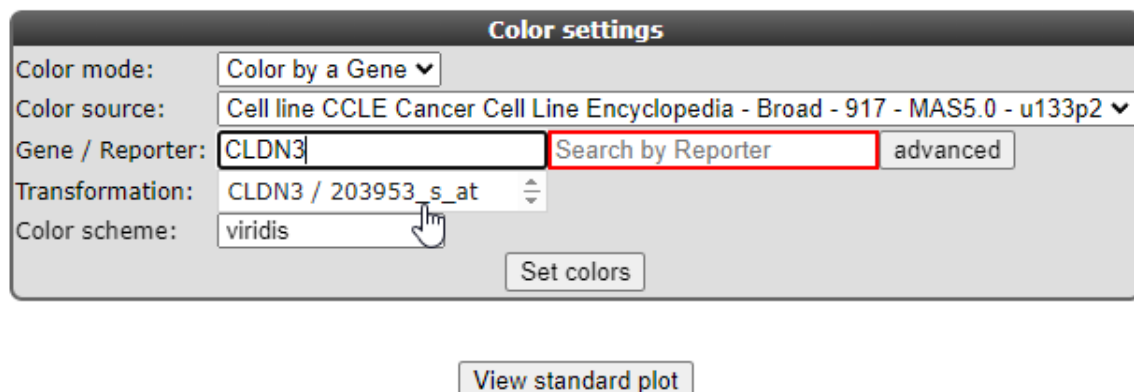 Color settings
Color mode: Color by a Gene
Color source: Cell line CCLE Cancer Cell Line Encyclopedia - Broad - 917 - MAS5.0 - u133p2
Gene / Reporter: CLDN3 Search by Reporter advanced
Transformation: CLDN3 / 203953_s_at
Color scheme: viridis
Set colors
View standard plot